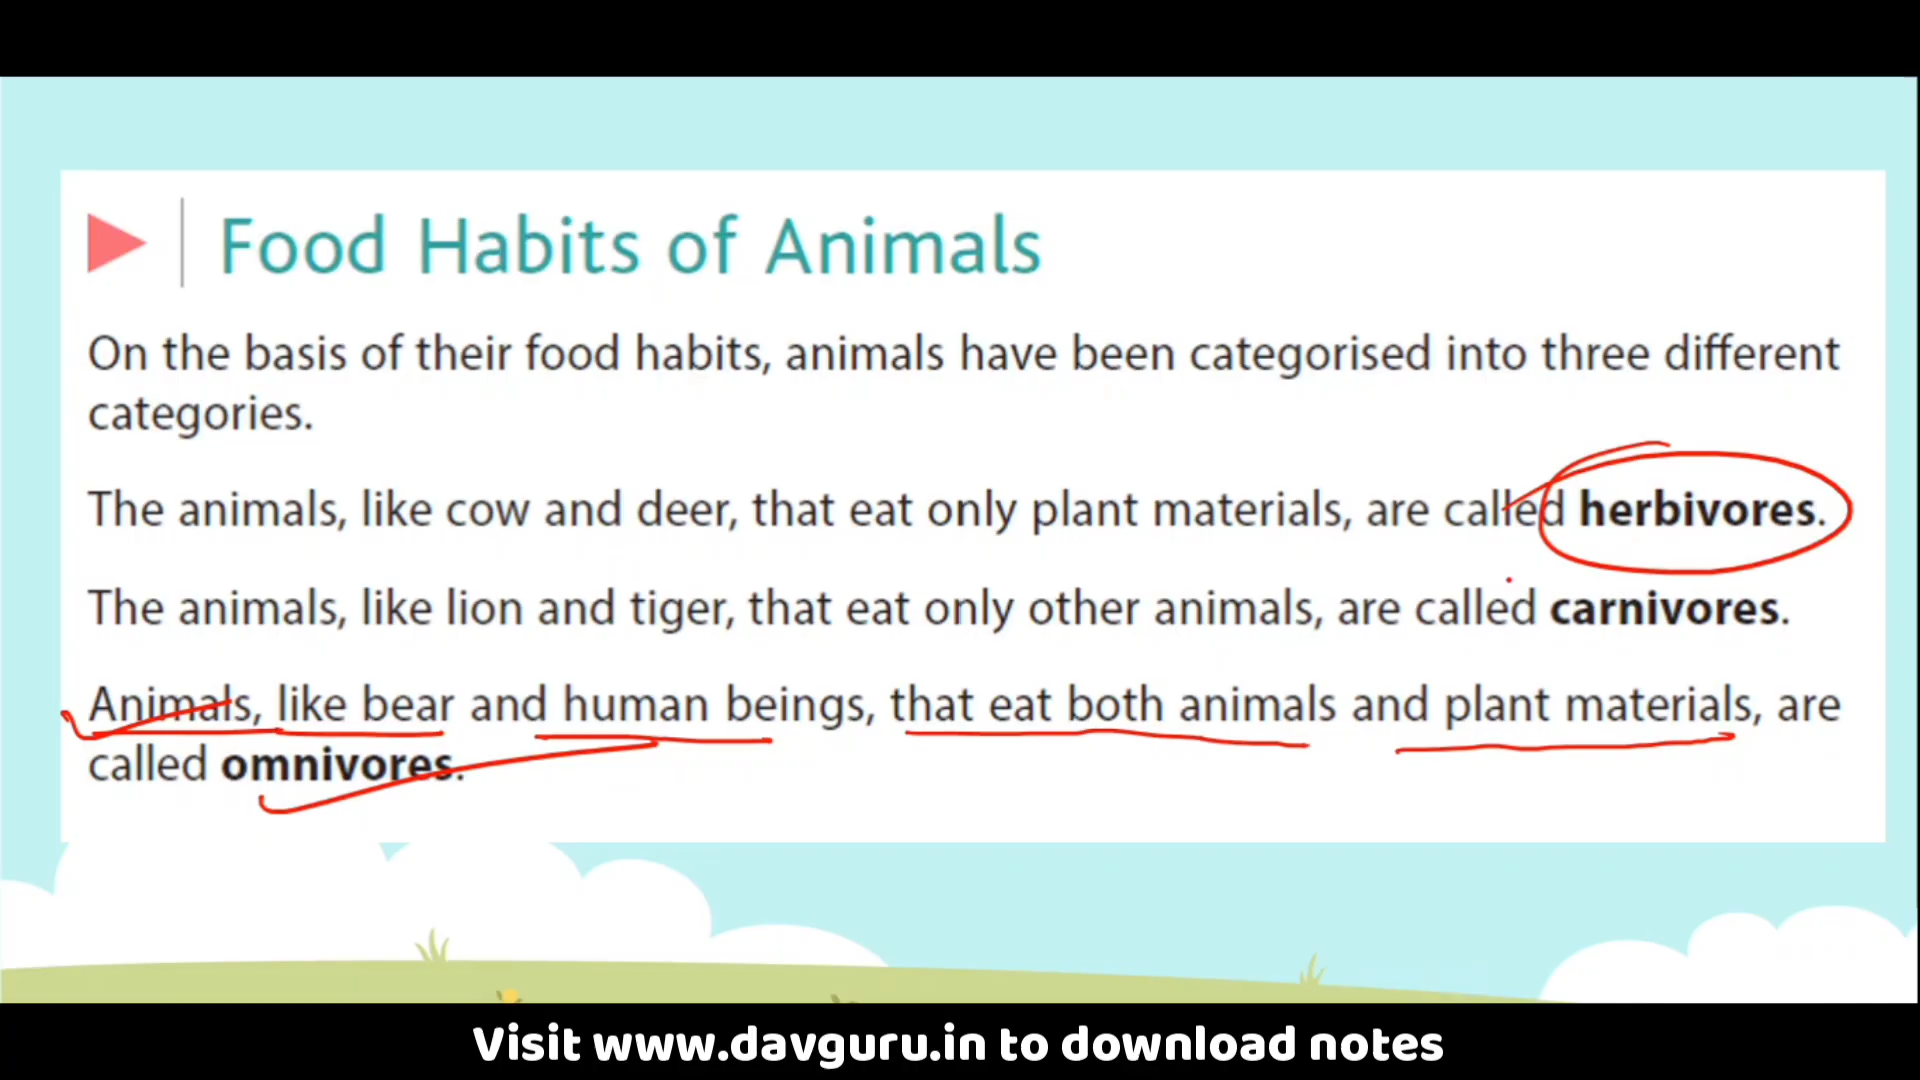 Food Habits of Animals
On the basis of their food habits, animals have been categorised into three different
categories.
The animals, like cow and deer, that eat only plant materials, are called herbivores.
The animals, like lion and tiger, that eat only other animals, are called carnivores.
Animals, like bear and human beings, that eat both animals and plant materials, are
called omnivores.
Visit www.davguru.in to download notes